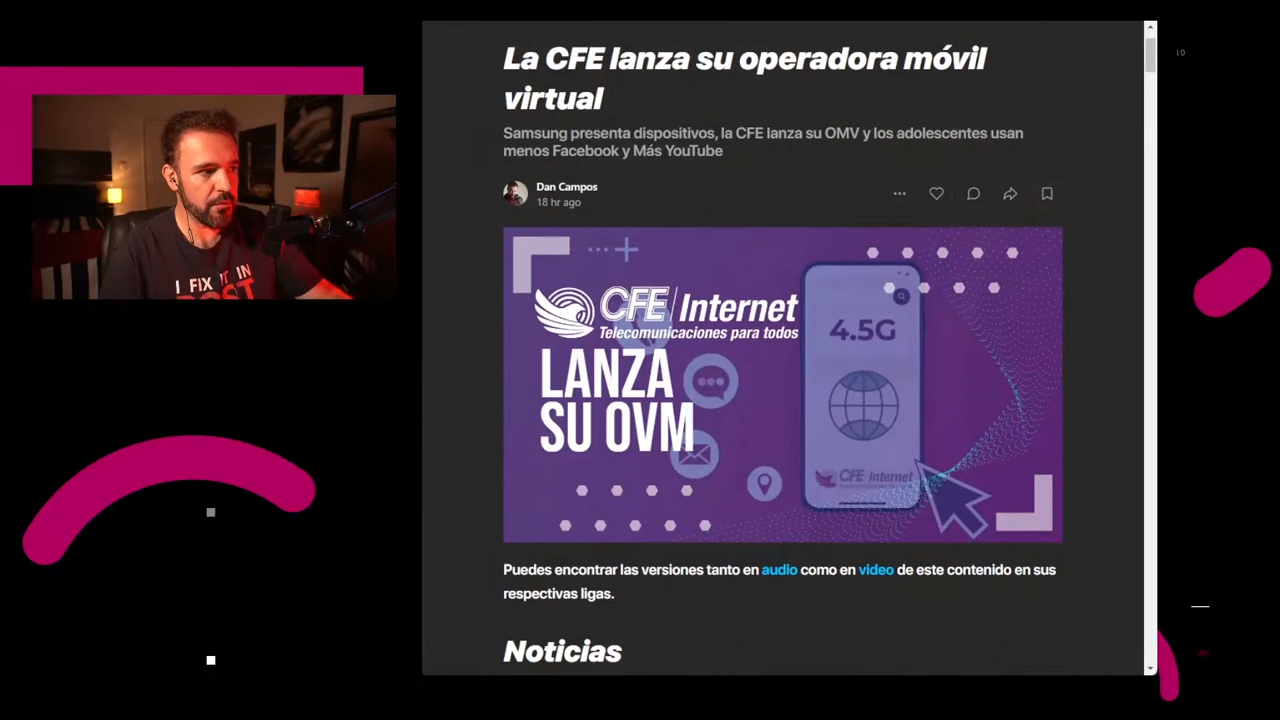 La CFE lanza su operadora móvil
virtual
Samsung presenta dispositivos, la CFE lanza su OMV y los adolescentes usan
menos Facebook y Más YouTube
Dan Campos
18 hr ago
CFE Internet
Telecomunicaciones para todos
LANZA
SU OVM
4.5G
CFE Internet
Puedes encontrar las versiones tanto en audio como en video de este contenido en sus
respectivas ligas.
Noticias
I FIX IT IN
POST
10